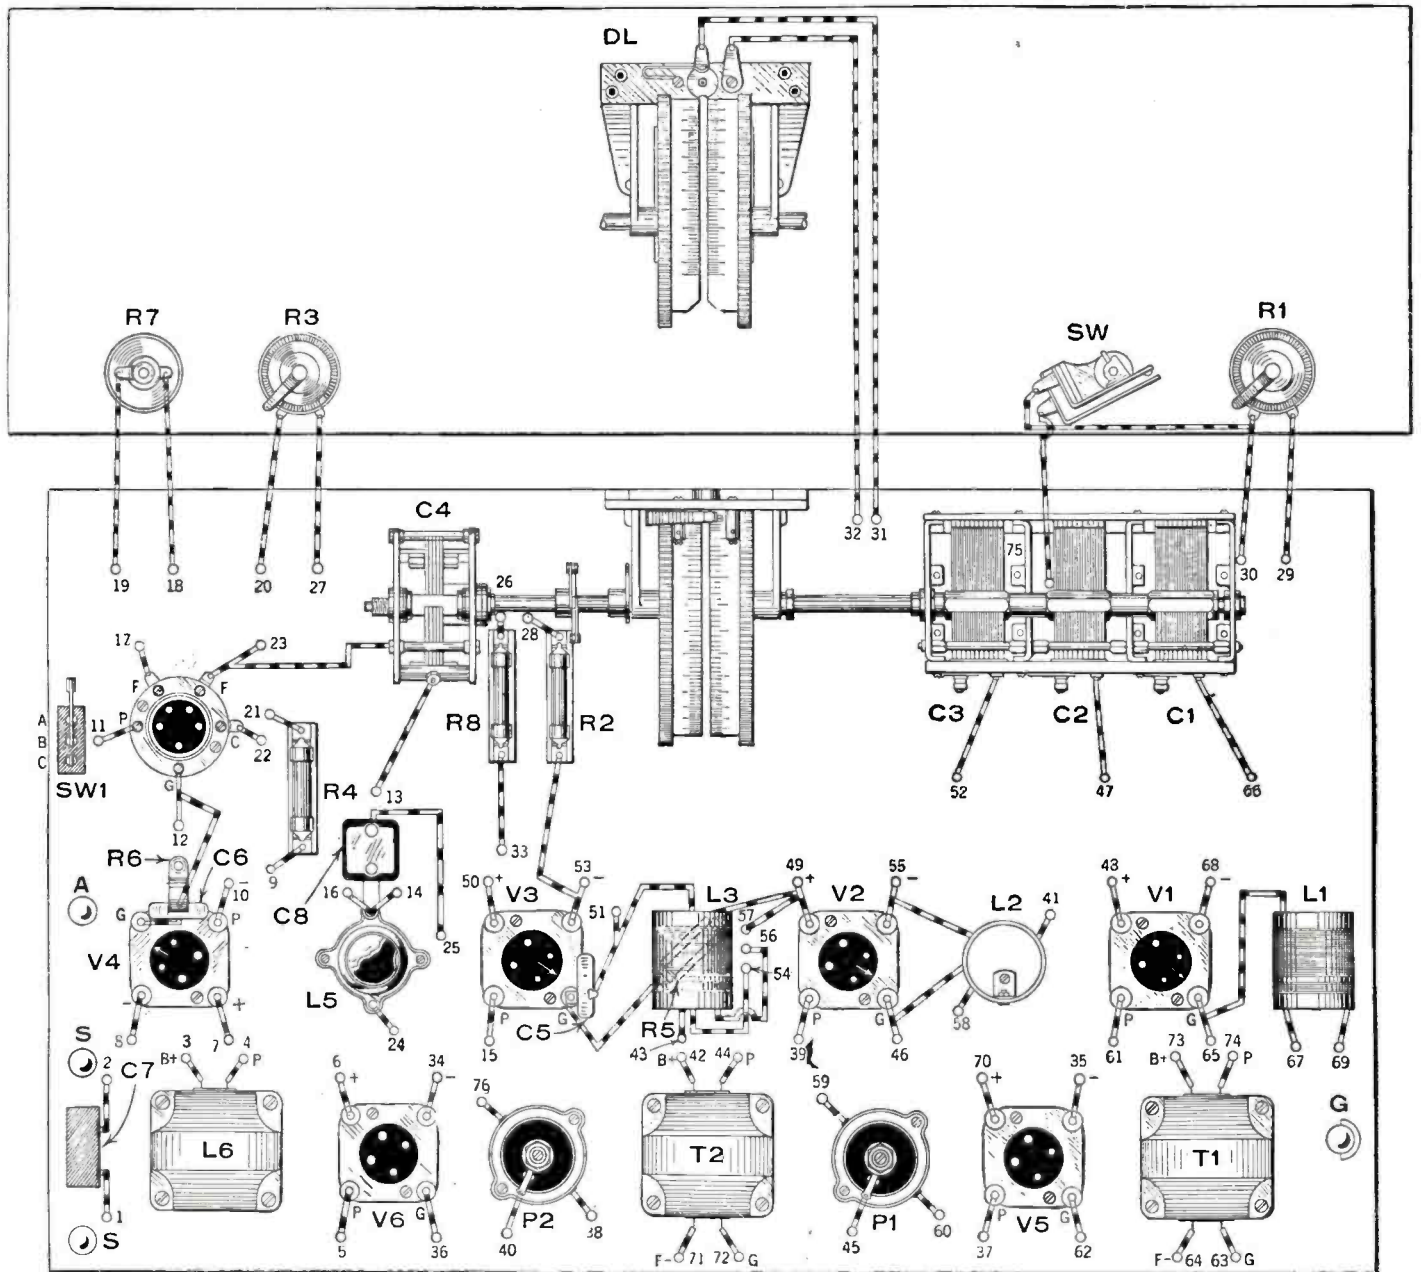 DL
R7 R3 SW R1
C4
32 31 75
19 18 20 27 26 30 29
28
17 23
F F
A 11 P 21 R8 R2 C3 C2 C1
B C 22
C
SW1 G R4 52 47 66
13
12
33
R6 C6 9
A 10 - C8 16 14 50 + V3 53 - 51 L3 49 + V2 55 - L2 41 43 + V1 68 - L1
G P 25 57 56
V4 54
L5
- + P G C5 R5 P G 58 P G
S 8 7 24 15 43 39 46 61 65 67 69
2 C7 3 B+ 4 P 6 + 34 - 76 B+ 42 44 P 59 70 + 35 - 73 B+ 74 P
G
L6 T2 T1
1 P V6 G P2 38 P1 60 P V5 G
S 5 36 40 F- 71 72 G 45 37 62 F- 64 63 G